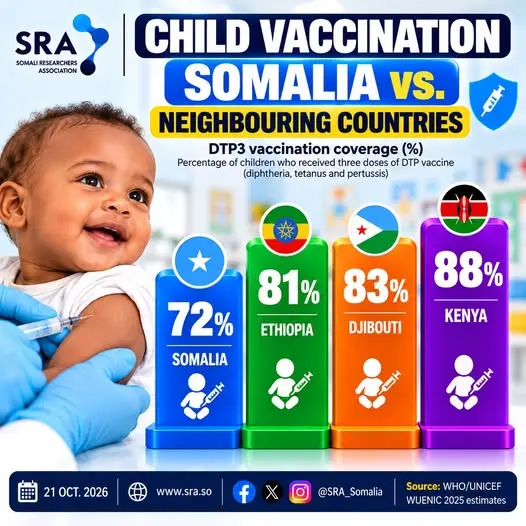 SRA
SOMALI RESEARCHERS
ASSOCIATION
CHILD VACCINATION
SOMALIA vs.
NEIGHBOURING COUNTRIES
DTP3 vaccination coverage (%)
Percentage of children who received three doses of DTP vaccine
(diphtheria, tetanus and pertussis)
72%
SOMALIA
81%
ETHIOPIA
83%
DJIBOUTI
88%
KENYA
21 OCT. 2026
www.sra.so
@SRA_Somalia
Source: WHO/UNICEF
WUENIC 2025 estimates